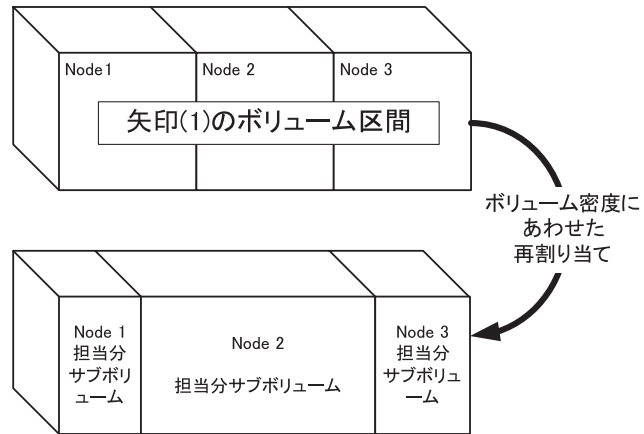 Node1
Node 2
Node 3
矢印(1)のボリューム区間
ボリューム密度に
あわせた
再割り当て
Node 1
担当分
サブボリ
ューム
Node 2
担当分サブボリューム
Node 3
担当分
サブボリュ
ーム